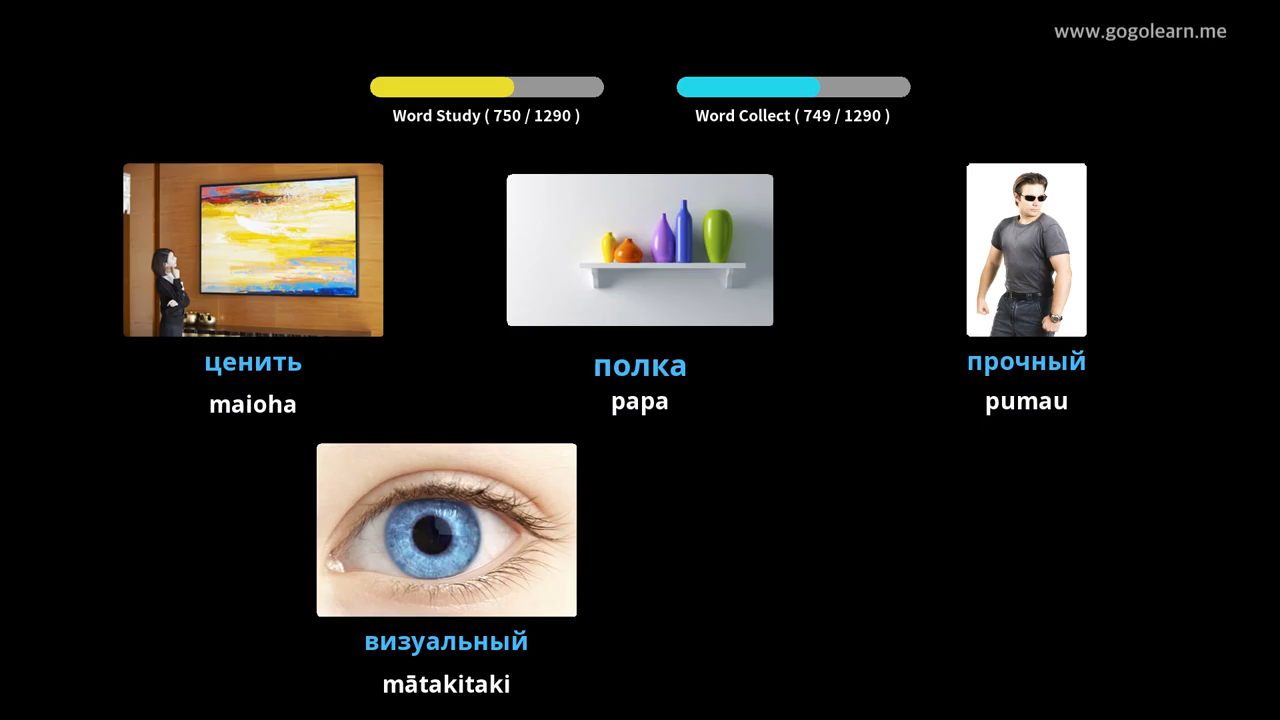 www.gogolearn.me
Word Study ( 750 / 1290 )
Word Collect ( 749 / 1290 )
ценить
maioha
полка
papa
прочный
pumau
визуальный
mātakitaki